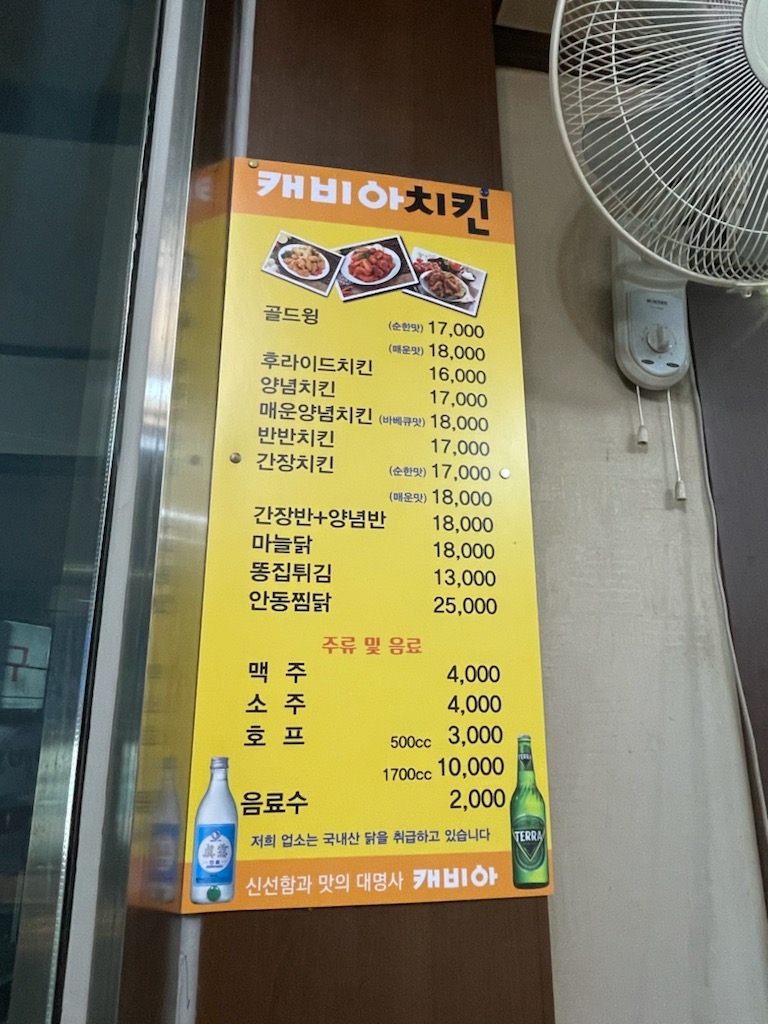 캐비아치킨
골드윙 (순한맛) 17,000
(매운맛) 18,000
후라이드치킨 16,000
양념치킨 17,000
매운양념치킨 (바베큐맛) 18,000
반반치킨 17,000
간장치킨 (순한맛) 17,000
(매운맛) 18,000
간장반+양념반 18,000
마늘닭 18,000
똥집튀김 13,000
안동찜닭 25,000
주류 및 음료
맥 주 4,000
소 주 4,000
호 프 500cc 3,000
1700cc 10,000
음료수 2,000
저희 업소는 국내산 닭을 취급하고 있습니다
신선함과 맛의 대명사 캐비아
TERRA
TERRA
구